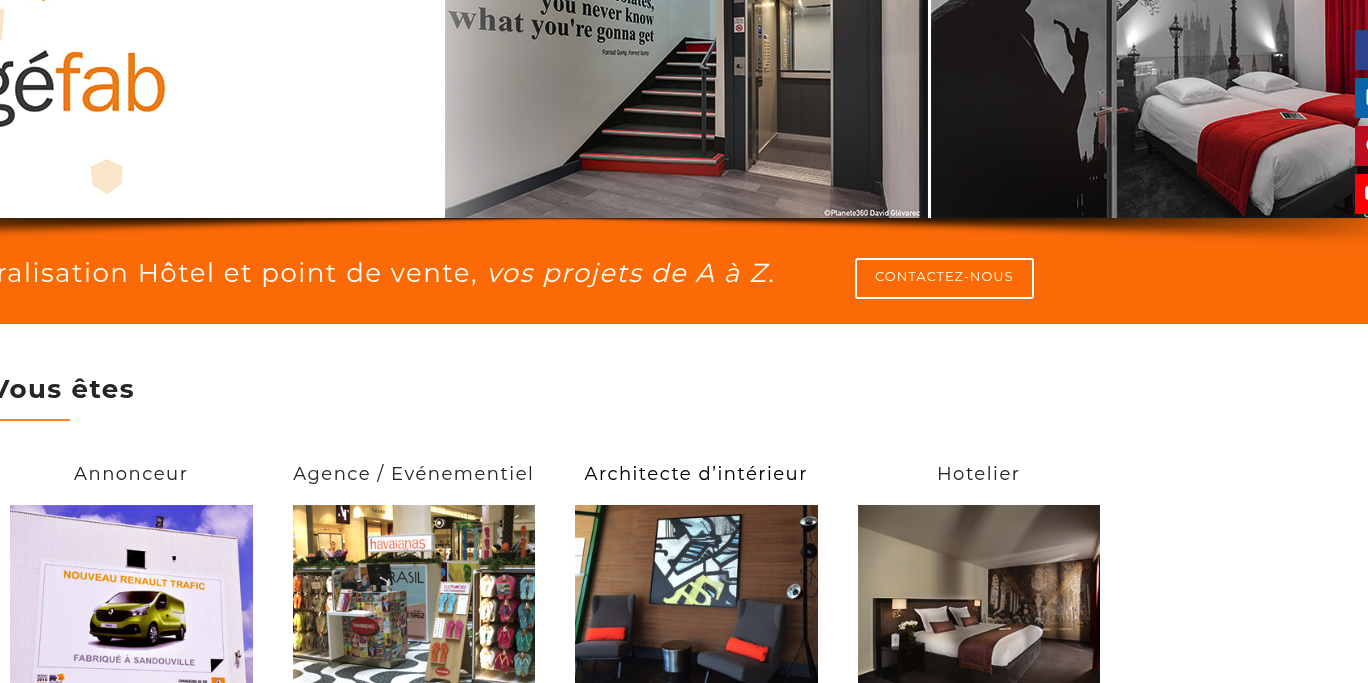 géfab
you never know
what you're gonna get
Forrest Gump, Forrest Gump
©Planete360 David Glévarec
ralisation Hôtel et point de vente, vos projets de A à Z.
CONTACTEZ-NOUS
Vous êtes
Annonceur
Agence / Evénementiel
Architecte d’intérieur
Hotelier
NOUVEAU RENAULT TRAFIC
FABRIQUÉ À SANDOUVILLE
havaianas